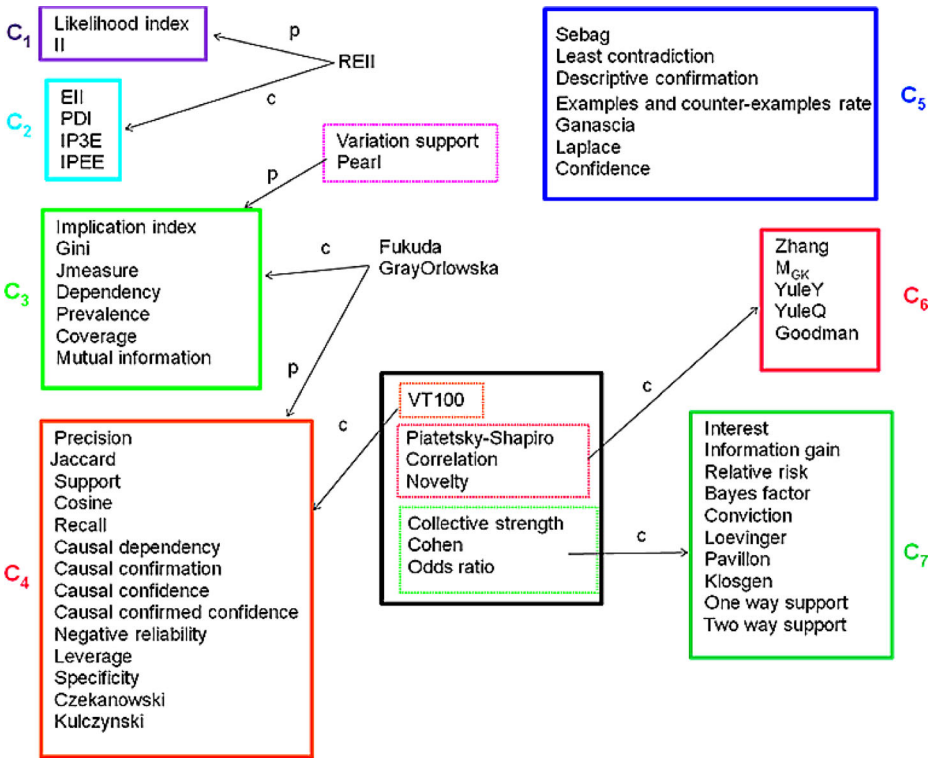 C1
Likelihood index
II
p
REII
c
C2
EII
PDI
IP3E
IPEE
Variation support
Pearl
p
Sebag
Least contradiction
Descriptive confirmation
Examples and counter-examples rate
Ganascia
Laplace
Confidence
C5
C3
Implication index
Gini
Jmeasure
Dependency
Prevalence
Coverage
Mutual information
c
Fukuda
GrayOrlowska
p
Zhang
MGK
YuleY
YuleQ
Goodman
C6
C4
Precision
Jaccard
Support
Cosine
Recall
Causal dependency
Causal confirmation
Causal confidence
Causal confirmed confidence
Negative reliability
Leverage
Specificity
Czekanowski
Kulczynski
c
VT100
Piatetsky-Shapiro
Correlation
Novelty
c
Collective strength
Cohen
Odds ratio
c
Interest
Information gain
Relative risk
Bayes factor
Conviction
Loevinger
Pavillon
Klosgen
One way support
Two way support
C7